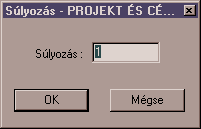 Súlyozás - PROJEKT ÉS CÉ...
Súlyozás :
1
OK
Mégse